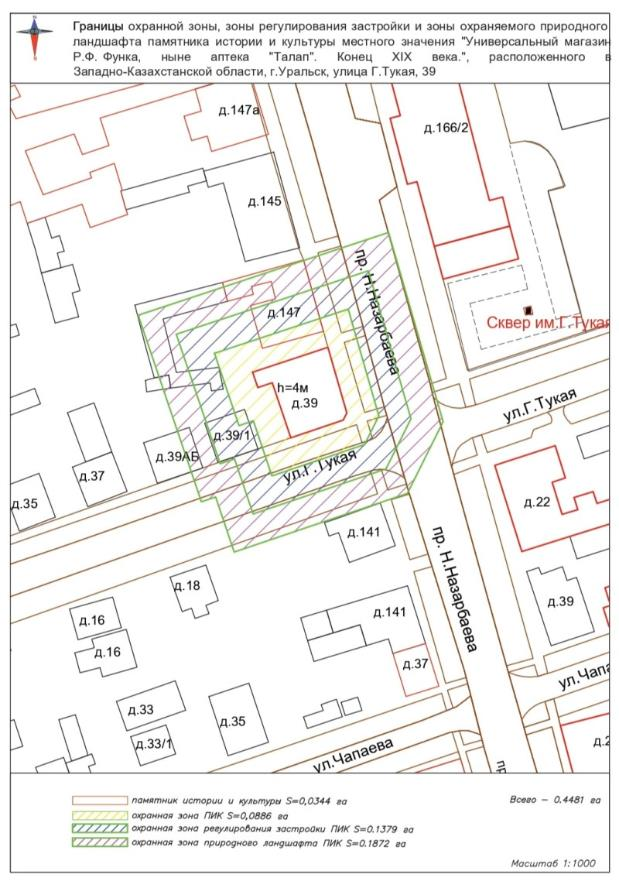 Границы охранной зоны, зоны регулирования застройки и зоны охраняемого природного
ландшафта памятника истории и культуры местного значения "Универсальный магазин
Р.Ф. Функа, ныне аптека "Талап". Конец XIX века.", расположенного в
Западно-Казахстанской области, г.Уральск, улица Г.Тукая, 39
д.147а
д.166/2
д.145
пр. Н.Назарбаева
д.147
Сквер им.Г.Тукая
h=4м
д.39
ул.Г.Тукая
д.39/1
ул.Г.Тукая
д.39АБ
д.37
д.35
д.22
д.141
пр. Н.Назарбаева
д.18
д.16
д.141
д.39
д.16
д.37
ул.Чапа
д.33
д.35
д.33/1
ул.Чапаева
д.2
пр
памятник истории и культуры S=0,0344 га
Всего – 0.4481 га
охранная зона ПИК S=0,0886 га
охранная зона регулирования застройки ПИК S=0.1379 га
охранная зона природного ландшафта ПИК S=0.1872 га
Масштаб 1:1000